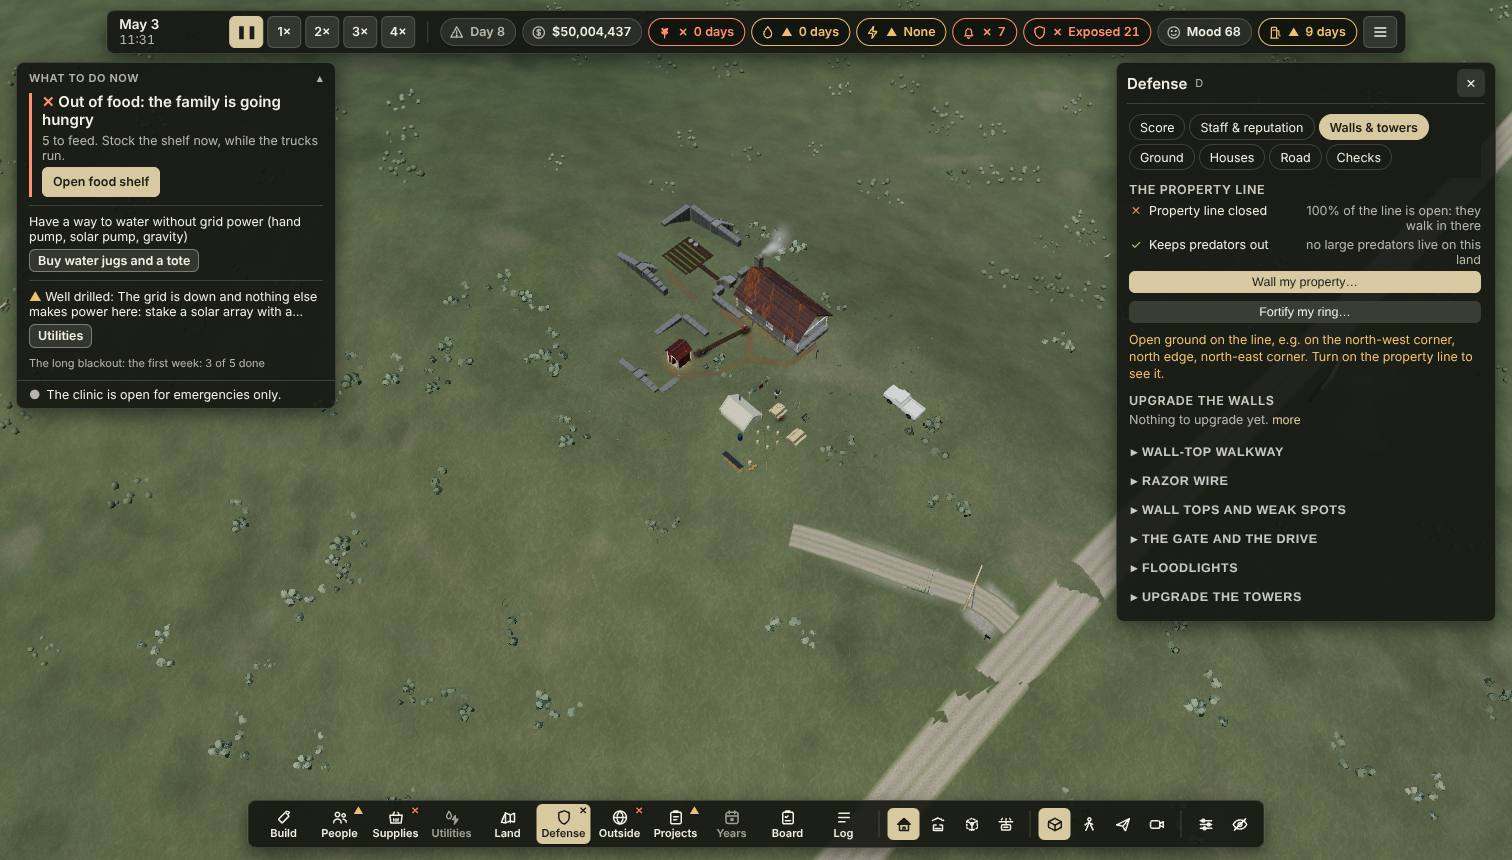 May 3
11:31
1×
2×
3×
4×
Day 8
$50,004,437
× 0 days
0 days
None
× 7
× Exposed 21
Mood 68
9 days
WHAT TO DO NOW
× Out of food: the family is going
hungry
5 to feed. Stock the shelf now, while the trucks
run.
Open food shelf
Have a way to water without grid power (hand
pump, solar pump, gravity)
Buy water jugs and a tote
Well drilled: The grid is down and nothing else
makes power here: stake a solar array with a...
Utilities
The long blackout: the first week: 3 of 5 done
The clinic is open for emergencies only.
Defense D
×
Score
Staff & reputation
Walls & towers
Ground
Houses
Road
Checks
THE PROPERTY LINE
× Property line closed
100% of the line is open: they
walk in there
✓ Keeps predators out
no large predators live on this
land
Wall my property…
Fortify my ring…
Open ground on the line, e.g. on the north-west corner,
north edge, north-east corner. Turn on the property line to
see it.
UPGRADE THE WALLS
Nothing to upgrade yet. more
▸ WALL-TOP WALKWAY
▸ RAZOR WIRE
▸ WALL TOPS AND WEAK SPOTS
▸ THE GATE AND THE DRIVE
▸ FLOODLIGHTS
▸ UPGRADE THE TOWERS
Build
People
Supplies
Utilities
Land
Defense
Outside
Projects
Years
Board
Log